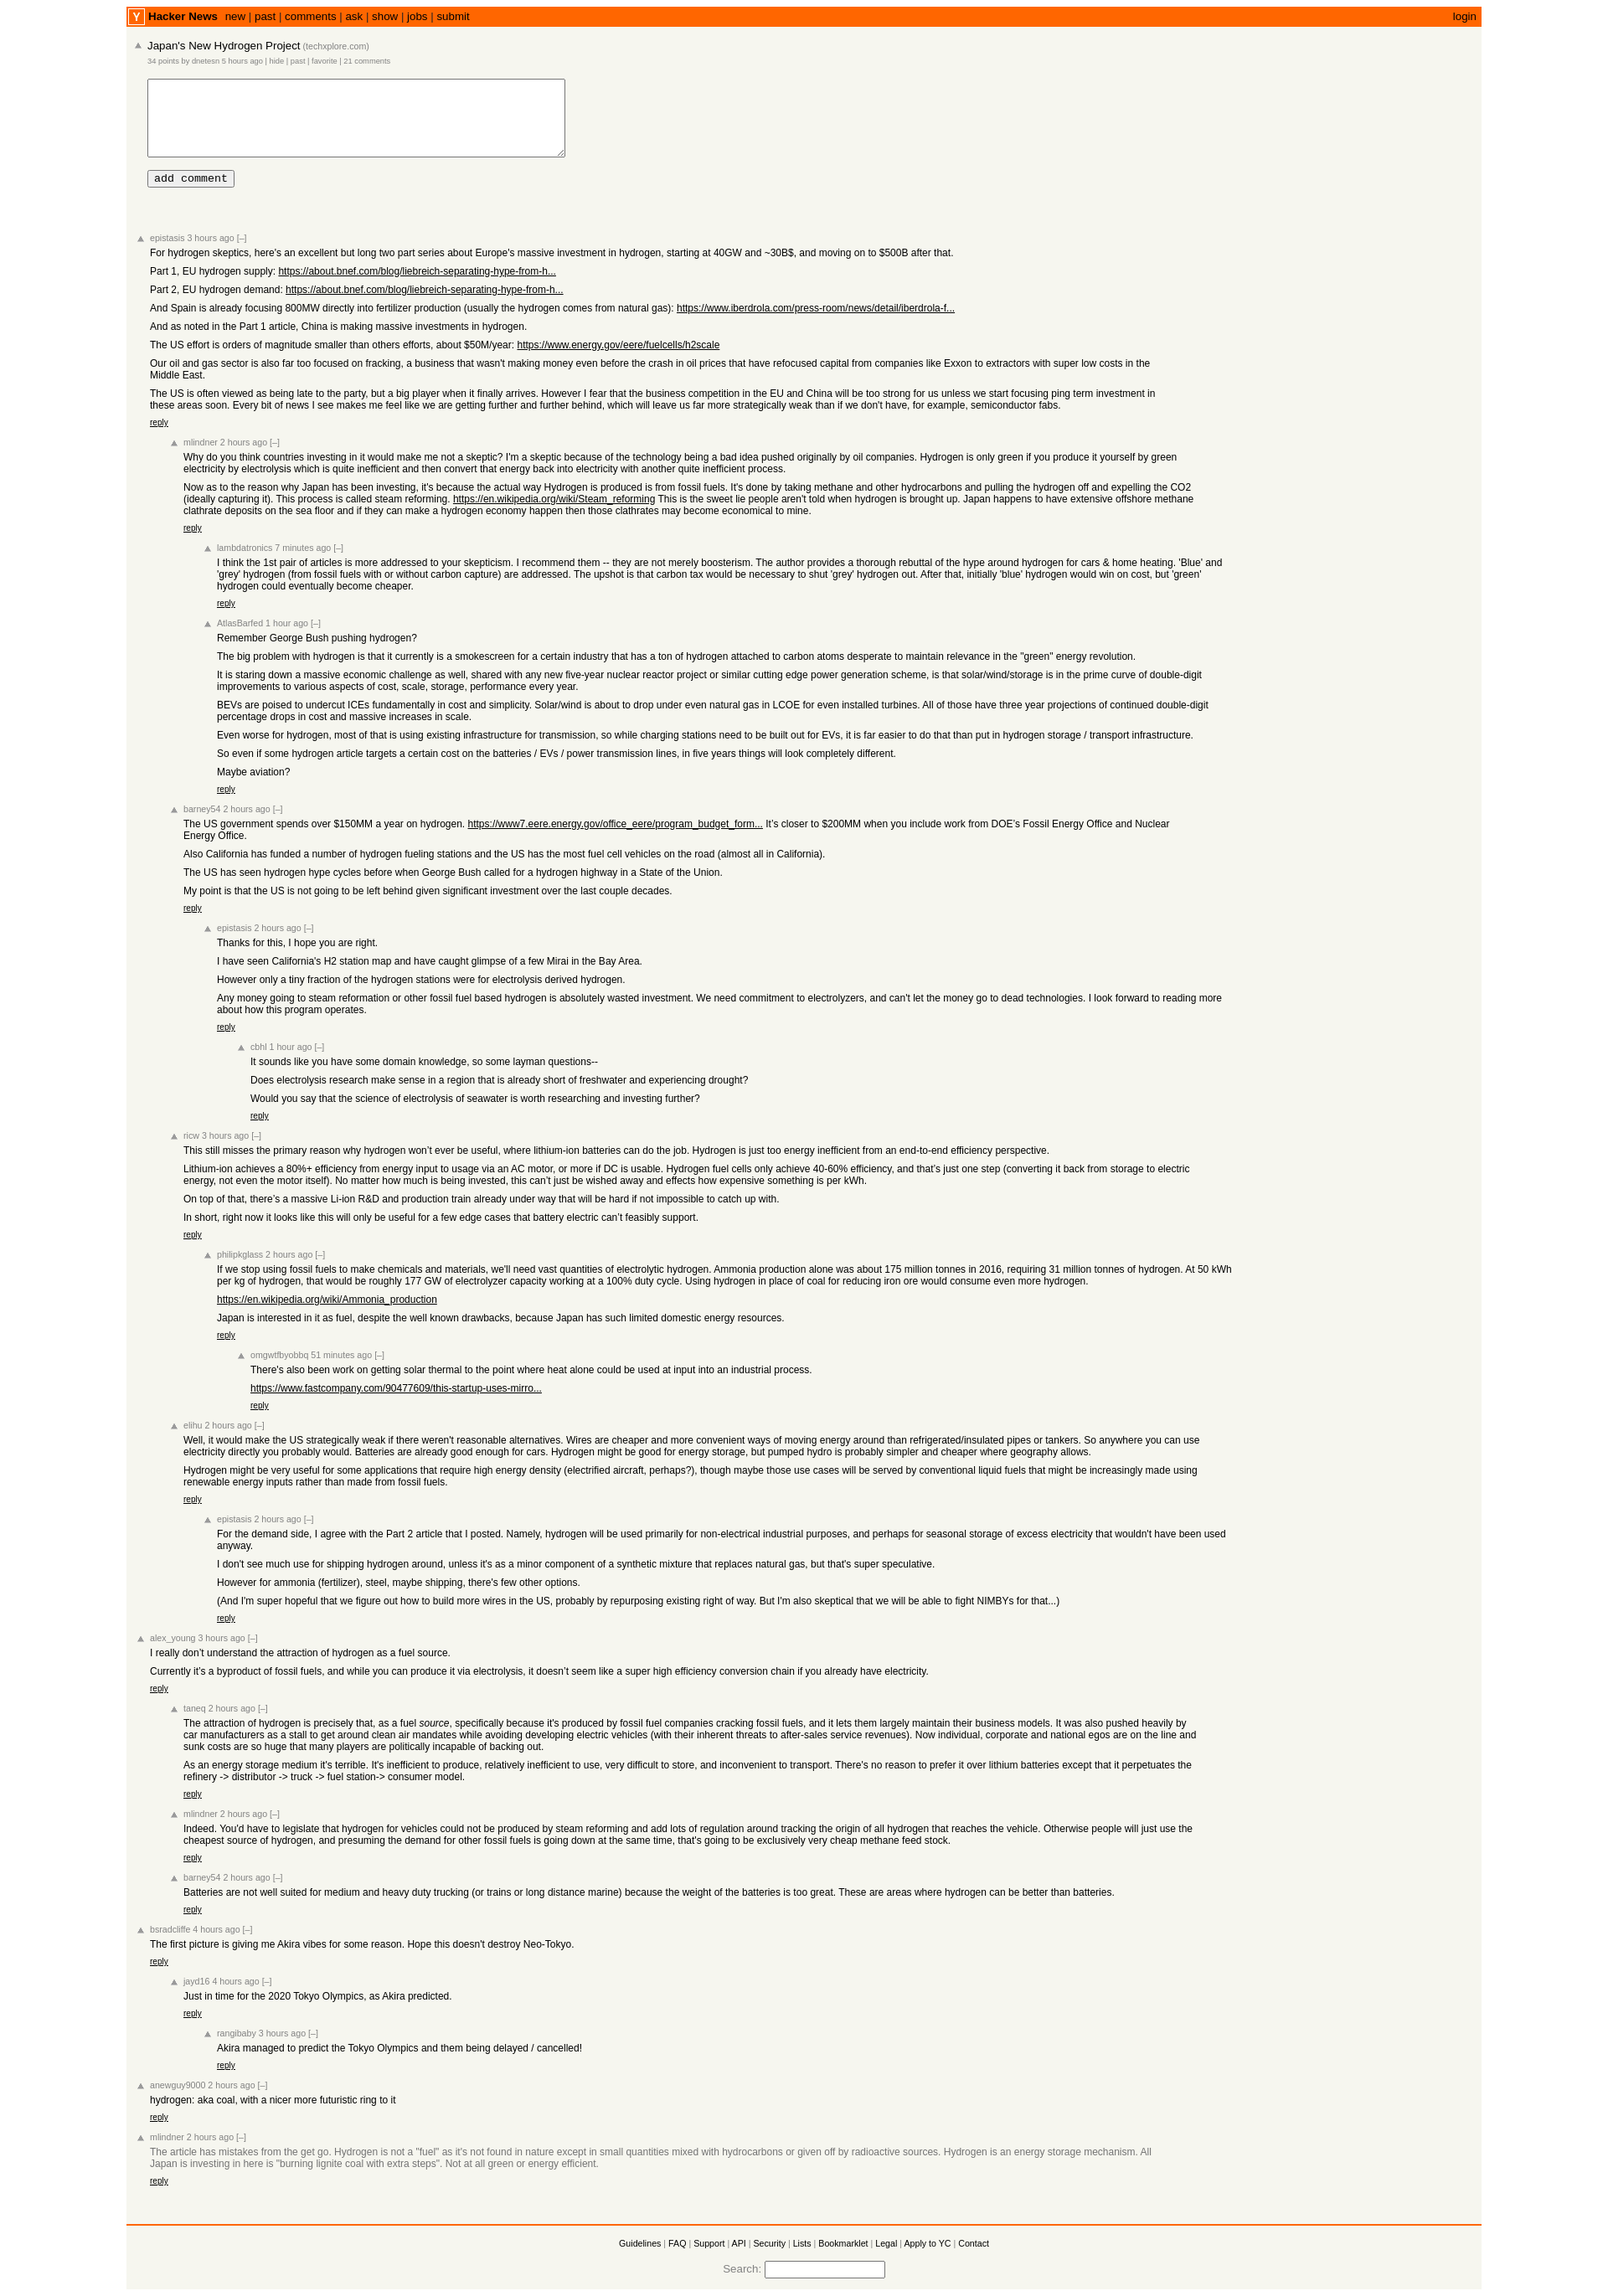 Y Hacker News new | past | comments | ask | show | jobs | submit login
Japan's New Hydrogen Project (techxplore.com)
34 points by dnetesn 5 hours ago | hide | past | favorite | 21 comments
add comment
epistasis 3 hours ago [–]
For hydrogen skeptics, here's an excellent but long two part series about Europe's massive investment in hydrogen, starting at 40GW and ~30B$, and moving on to $500B after that.
Part 1, EU hydrogen supply: https://about.bnef.com/blog/liebreich-separating-hype-from-h...
Part 2, EU hydrogen demand: https://about.bnef.com/blog/liebreich-separating-hype-from-h...
And Spain is already focusing 800MW directly into fertilizer production (usually the hydrogen comes from natural gas): https://www.iberdrola.com/press-room/news/detail/iberdrola-f...
And as noted in the Part 1 article, China is making massive investments in hydrogen.
The US effort is orders of magnitude smaller than others efforts, about $50M/year: https://www.energy.gov/eere/fuelcells/h2scale
Our oil and gas sector is also far too focused on fracking, a business that wasn't making money even before the crash in oil prices that have refocused capital from companies like Exxon to extractors with super low costs in the
Middle East.
The US is often viewed as being late to the party, but a big player when it finally arrives. However I fear that the business competition in the EU and China will be too strong for us unless we start focusing ping term investment in
these areas soon. Every bit of news I see makes me feel like we are getting further and further behind, which will leave us far more strategically weak than if we don't have, for example, semiconductor fabs.
reply
mlindner 2 hours ago [–]
Why do you think countries investing in it would make me not a skeptic? I'm a skeptic because of the technology being a bad idea pushed originally by oil companies. Hydrogen is only green if you produce it yourself by green
electricity by electrolysis which is quite inefficient and then convert that energy back into electricity with another quite inefficient process.
Now as to the reason why Japan has been investing, it's because the actual way Hydrogen is produced is from fossil fuels. It's done by taking methane and other hydrocarbons and pulling the hydrogen off and expelling the CO2
(ideally capturing it). This process is called steam reforming. https://en.wikipedia.org/wiki/Steam_reforming This is the sweet lie people aren't told when hydrogen is brought up. Japan happens to have extensive offshore methane
clathrate deposits on the sea floor and if they can make a hydrogen economy happen then those clathrates may become economical to mine.
reply
lambdatronics 7 minutes ago [–]
I think the 1st pair of articles is more addressed to your skepticism. I recommend them -- they are not merely boosterism. The author provides a thorough rebuttal of the hype around hydrogen for cars & home heating. 'Blue' and
'grey' hydrogen (from fossil fuels with or without carbon capture) are addressed. The upshot is that carbon tax would be necessary to shut 'grey' hydrogen out. After that, initially 'blue' hydrogen would win on cost, but 'green'
hydrogen could eventually become cheaper.
reply
AtlasBarfed 1 hour ago [–]
Remember George Bush pushing hydrogen?
The big problem with hydrogen is that it currently is a smokescreen for a certain industry that has a ton of hydrogen attached to carbon atoms desperate to maintain relevance in the "green" energy revolution.
It is staring down a massive economic challenge as well, shared with any new five-year nuclear reactor project or similar cutting edge power generation scheme, is that solar/wind/storage is in the prime curve of double-digit
improvements to various aspects of cost, scale, storage, performance every year.
BEVs are poised to undercut ICEs fundamentally in cost and simplicity. Solar/wind is about to drop under even natural gas in LCOE for even installed turbines. All of those have three year projections of continued double-digit
percentage drops in cost and massive increases in scale.
Even worse for hydrogen, most of that is using existing infrastructure for transmission, so while charging stations need to be built out for EVs, it is far easier to do that than put in hydrogen storage / transport infrastructure.
So even if some hydrogen article targets a certain cost on the batteries / EVs / power transmission lines, in five years things will look completely different.
Maybe aviation?
reply
barney54 2 hours ago [–]
The US government spends over $150MM a year on hydrogen. https://www7.eere.energy.gov/office_eere/program_budget_form... It’s closer to $200MM when you include work from DOE’s Fossil Energy Office and Nuclear
Energy Office.
Also California has funded a number of hydrogen fueling stations and the US has the most fuel cell vehicles on the road (almost all in California).
The US has seen hydrogen hype cycles before when George Bush called for a hydrogen highway in a State of the Union.
My point is that the US is not going to be left behind given significant investment over the last couple decades.
reply
epistasis 2 hours ago [–]
Thanks for this, I hope you are right.
I have seen California's H2 station map and have caught glimpse of a few Mirai in the Bay Area.
However only a tiny fraction of the hydrogen stations were for electrolysis derived hydrogen.
Any money going to steam reformation or other fossil fuel based hydrogen is absolutely wasted investment. We need commitment to electrolyzers, and can't let the money go to dead technologies. I look forward to reading more
about how this program operates.
reply
cbhl 1 hour ago [–]
It sounds like you have some domain knowledge, so some layman questions--
Does electrolysis research make sense in a region that is already short of freshwater and experiencing drought?
Would you say that the science of electrolysis of seawater is worth researching and investing further?
reply
ricw 3 hours ago [–]
This still misses the primary reason why hydrogen won’t ever be useful, where lithium-ion batteries can do the job. Hydrogen is just too energy inefficient from an end-to-end efficiency perspective.
Lithium-ion achieves a 80%+ efficiency from energy input to usage via an AC motor, or more if DC is usable. Hydrogen fuel cells only achieve 40-60% efficiency, and that’s just one step (converting it back from storage to electric
energy, not even the motor itself). No matter how much is being invested, this can’t just be wished away and effects how expensive something is per kWh.
On top of that, there’s a massive Li-ion R&D and production train already under way that will be hard if not impossible to catch up with.
In short, right now it looks like this will only be useful for a few edge cases that battery electric can’t feasibly support.
reply
philipkglass 2 hours ago [–]
If we stop using fossil fuels to make chemicals and materials, we'll need vast quantities of electrolytic hydrogen. Ammonia production alone was about 175 million tonnes in 2016, requiring 31 million tonnes of hydrogen. At 50 kWh
per kg of hydrogen, that would be roughly 177 GW of electrolyzer capacity working at a 100% duty cycle. Using hydrogen in place of coal for reducing iron ore would consume even more hydrogen.
https://en.wikipedia.org/wiki/Ammonia_production
Japan is interested in it as fuel, despite the well known drawbacks, because Japan has such limited domestic energy resources.
reply
omgwtfbyobbq 51 minutes ago [–]
There's also been work on getting solar thermal to the point where heat alone could be used at input into an industrial process.
https://www.fastcompany.com/90477609/this-startup-uses-mirro...
reply
elihu 2 hours ago [–]
Well, it would make the US strategically weak if there weren't reasonable alternatives. Wires are cheaper and more convenient ways of moving energy around than refrigerated/insulated pipes or tankers. So anywhere you can use
electricity directly you probably would. Batteries are already good enough for cars. Hydrogen might be good for energy storage, but pumped hydro is probably simpler and cheaper where geography allows.
Hydrogen might be very useful for some applications that require high energy density (electrified aircraft, perhaps?), though maybe those use cases will be served by conventional liquid fuels that might be increasingly made using
renewable energy inputs rather than made from fossil fuels.
reply
epistasis 2 hours ago [–]
For the demand side, I agree with the Part 2 article that I posted. Namely, hydrogen will be used primarily for non-electrical industrial purposes, and perhaps for seasonal storage of excess electricity that wouldn't have been used
anyway.
I don't see much use for shipping hydrogen around, unless it's as a minor component of a synthetic mixture that replaces natural gas, but that's super speculative.
However for ammonia (fertilizer), steel, maybe shipping, there's few other options.
(And I'm super hopeful that we figure out how to build more wires in the US, probably by repurposing existing right of way. But I'm also skeptical that we will be able to fight NIMBYs for that...)
reply
alex_young 3 hours ago [–]
I really don’t understand the attraction of hydrogen as a fuel source.
Currently it’s a byproduct of fossil fuels, and while you can produce it via electrolysis, it doesn’t seem like a super high efficiency conversion chain if you already have electricity.
reply
taneq 2 hours ago [–]
The attraction of hydrogen is precisely that, as a fuel source, specifically because it's produced by fossil fuel companies cracking fossil fuels, and it lets them largely maintain their business models. It was also pushed heavily by
car manufacturers as a stall to get around clean air mandates while avoiding developing electric vehicles (with their inherent threats to after-sales service revenues). Now individual, corporate and national egos are on the line and
sunk costs are so huge that many players are politically incapable of backing out.
As an energy storage medium it's terrible. It's inefficient to produce, relatively inefficient to use, very difficult to store, and inconvenient to transport. There's no reason to prefer it over lithium batteries except that it perpetuates the
refinery -> distributor -> truck -> fuel station-> consumer model.
reply
mlindner 2 hours ago [–]
Indeed. You'd have to legislate that hydrogen for vehicles could not be produced by steam reforming and add lots of regulation around tracking the origin of all hydrogen that reaches the vehicle. Otherwise people will just use the
cheapest source of hydrogen, and presuming the demand for other fossil fuels is going down at the same time, that's going to be exclusively very cheap methane feed stock.
reply
barney54 2 hours ago [–]
Batteries are not well suited for medium and heavy duty trucking (or trains or long distance marine) because the weight of the batteries is too great. These are areas where hydrogen can be better than batteries.
reply
bsradcliffe 4 hours ago [–]
The first picture is giving me Akira vibes for some reason. Hope this doesn't destroy Neo-Tokyo.
reply
jayd16 4 hours ago [–]
Just in time for the 2020 Tokyo Olympics, as Akira predicted.
reply
rangibaby 3 hours ago [–]
Akira managed to predict the Tokyo Olympics and them being delayed / cancelled!
reply
anewguy9000 2 hours ago [–]
hydrogen: aka coal, with a nicer more futuristic ring to it
reply
mlindner 2 hours ago [–]
The article has mistakes from the get go. Hydrogen is not a "fuel" as it's not found in nature except in small quantities mixed with hydrocarbons or given off by radioactive sources. Hydrogen is an energy storage mechanism. All
Japan is investing in here is "burning lignite coal with extra steps". Not at all green or energy efficient.
reply
Guidelines | FAQ | Support | API | Security | Lists | Bookmarklet | Legal | Apply to YC | Contact
Search: